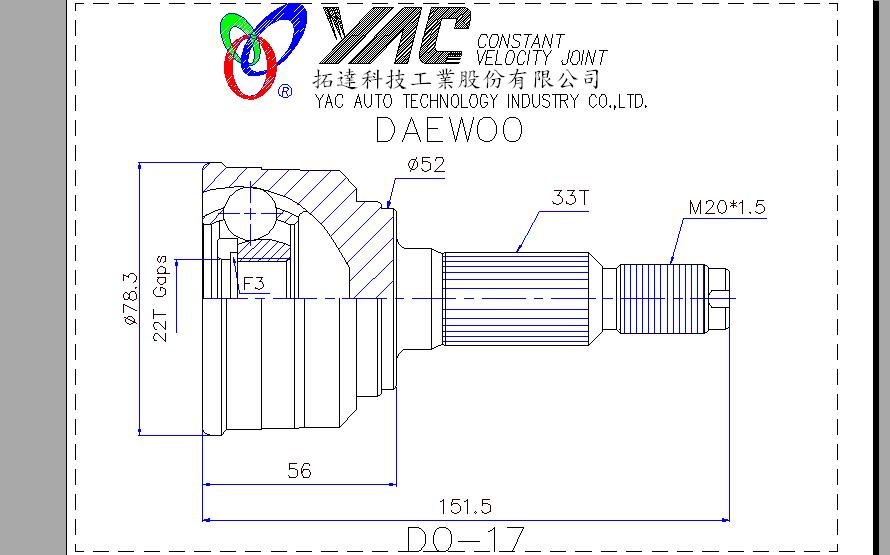 YAC
CONSTANT
VELOCITY JOINT
®
拓達科技工業股份有限公司
YAC AUTO TECHNOLOGY INDUSTRY CO.,LTD.
DAEWOO
ø52
33T
M20*1.5
ø78.3
22T Gaps
F3
56
151.5
DO-17